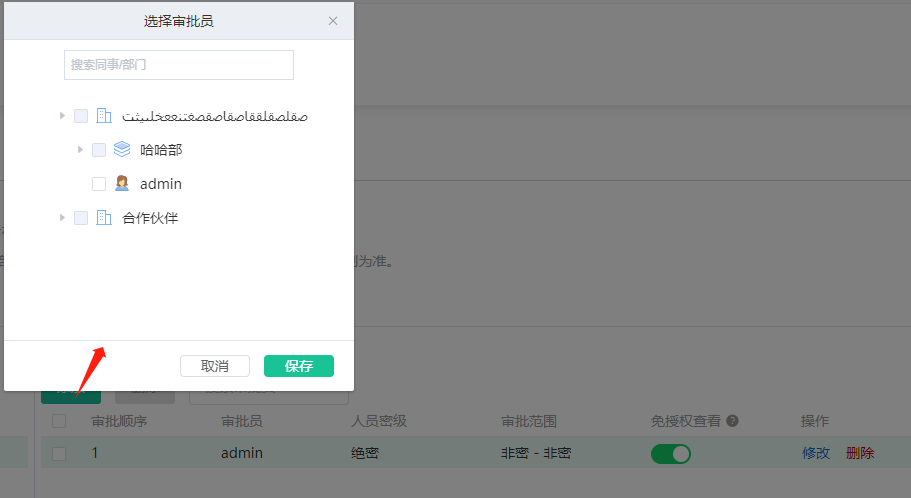 选择审批员
搜索同事/部门
صقلصقلققاصقاصقصغتنععخلىيثت
哈哈部
admin
合作伙伴
则为准。
取消
保存
审批顺序 审批员 人员密级 审批范围 免授权查看 操作
1 admin 绝密 非密 - 非密 修改 删除